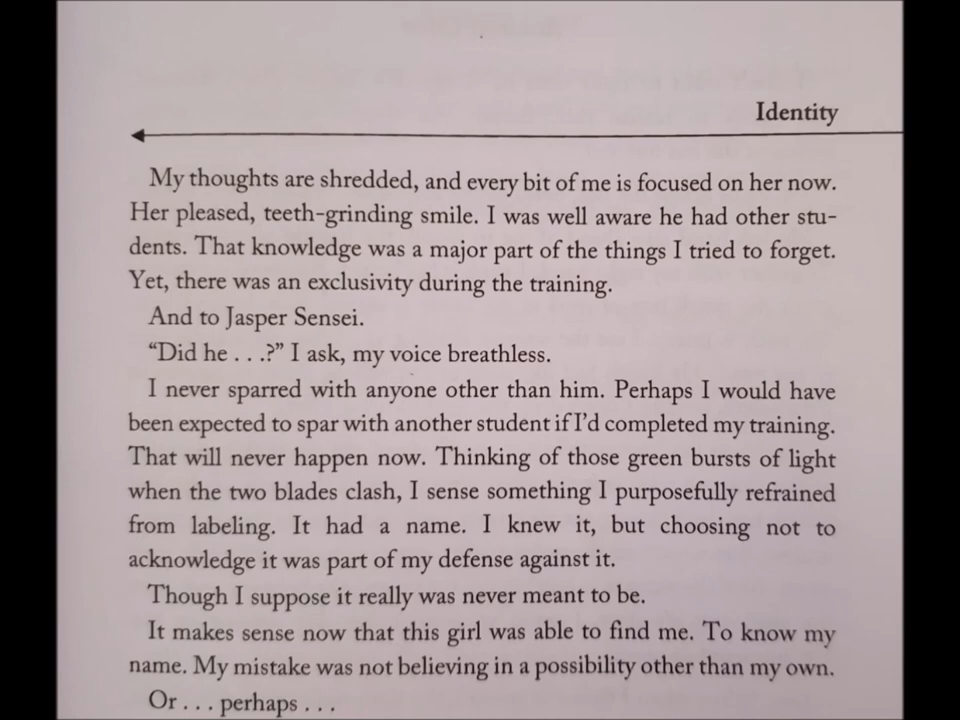 Identity
My thoughts are shredded, and every bit of me is focused on her now.
Her pleased, teeth-grinding smile. I was well aware he had other stu-
dents. That knowledge was a major part of the things I tried to forget.
Yet, there was an exclusivity during the training.
And to Jasper Sensei.
“Did he . . .?” I ask, my voice breathless.
I never sparred with anyone other than him. Perhaps I would have
been expected to spar with another student if I’d completed my training.
That will never happen now. Thinking of those green bursts of light
when the two blades clash, I sense something I purposefully refrained
from labeling. It had a name. I knew it, but choosing not to
acknowledge it was part of my defense against it.
Though I suppose it really was never meant to be.
It makes sense now that this girl was able to find me. To know my
name. My mistake was not believing in a possibility other than my own.
Or . . . perhaps . . .